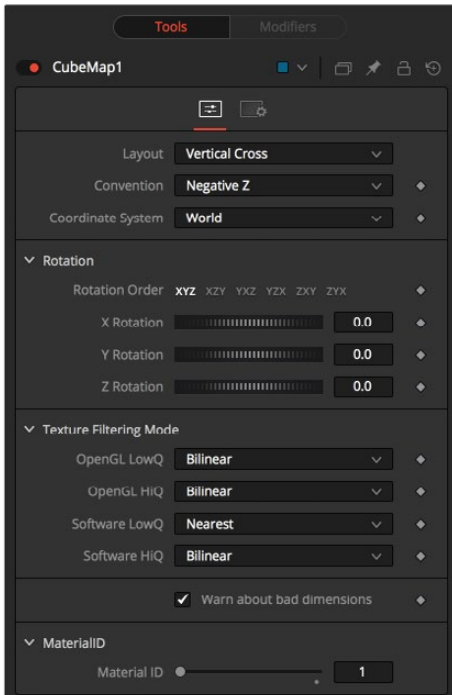 Tools Modifiers
CubeMap1
Layout Vertical Cross
Convention Negative Z
Coordinate System World
Rotation
Rotation Order XYZ XZY YXZ YZX ZXY ZYX
X Rotation 0.0
Y Rotation 0.0
Z Rotation 0.0
Texture Filtering Mode
OpenGL LowQ Bilinear
OpenGL HiQ Bilinear
Software LowQ Nearest
Software HiQ Bilinear
Warn about bad dimensions
MaterialID
Material ID 1